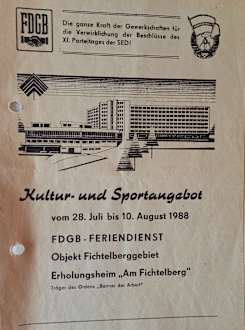 FDGB
Die ganze Kraft der Gewerkschaften für
die Verwirklichung der Beschlüsse des
XI. Parteitages der SED!
Kultur- und Sportangebot
vom 28. Juli bis 10. August 1988
FDGB-FERIENDIENST
Objekt Fichtelberggebiet
Erholungsheim „Am Fichtelberg"
Träger des Ordens „Banner der Arbeit"